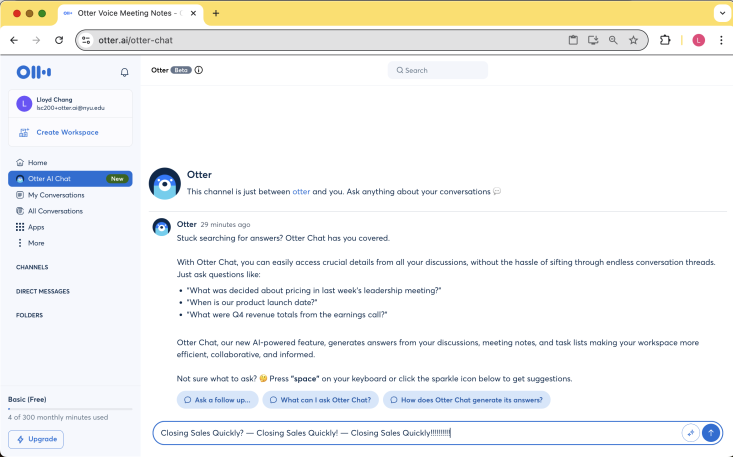 Otter Voice Meeting Notes -
otter.ai/otter-chat
L
Otter Beta
Search
L
Lloyd Chang
lsc200+otter.ai@nyu.edu
Create Workspace
Home
Otter AI Chat New
My Conversations
All Conversations
Apps
More
CHANNELS
DIRECT MESSAGES
FOLDERS
Basic (Free)
4 of 300 monthly minutes used
Upgrade
Otter
This channel is just between otter and you. Ask anything about your conversations 💬
Otter 29 minutes ago
Stuck searching for answers? Otter Chat has you covered.
With Otter Chat, you can easily access crucial details from all your discussions, without the hassle of sifting through endless conversation threads.
Just ask questions like:
• "What was decided about pricing in last week's leadership meeting?"
• "When is our product launch date?"
• "What were Q4 revenue totals from the earnings call?"
Otter Chat, our new AI-powered feature, generates answers from your discussions, meeting notes, and task lists making your workspace more
efficient, collaborative, and informed.
Not sure what to ask? 🤔 Press "space" on your keyboard or click the sparkle icon below to get suggestions.
Ask a follow up...
What can I ask Otter Chat?
How does Otter Chat generate its answers?
Closing Sales Quickly? — Closing Sales Quickly! — Closing Sales Quickly!!!!!!!!!!